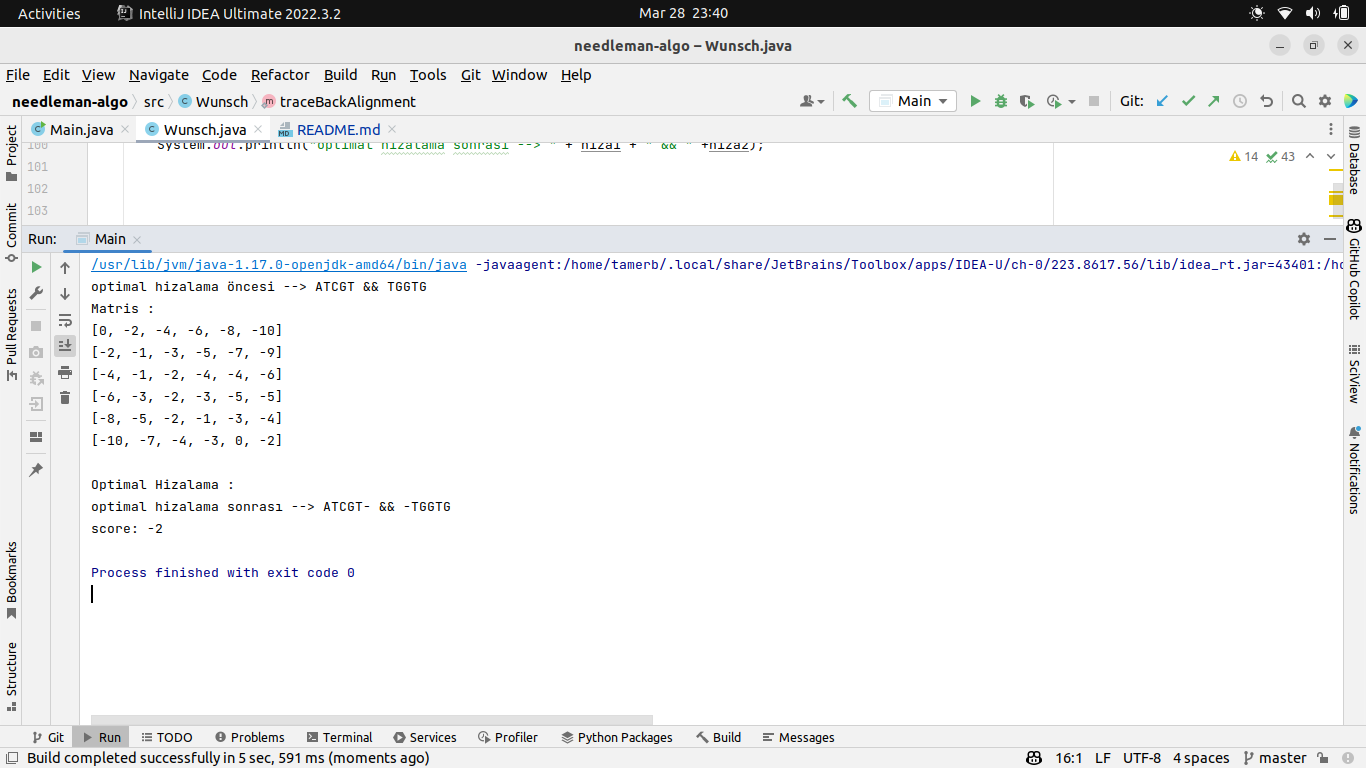 Activities IntelliJ IDEA Ultimate 2022.3.2 Mar 28 23:40
needleman-algo – Wunsch.java
File Edit View Navigate Code Refactor Build Run Tools Git Window Help
needleman-algo src C Wunsch m traceBackAlignment Main Git:
Main.java Wunsch.java README.md
100 System.out.println("optimal hizalama sonrası --> " + hiza1 + " && " +hiza2);
101 14 43
102
103
Run: Main
/usr/lib/jvm/java-1.17.0-openjdk-amd64/bin/java -javaagent:/home/tamerb/.local/share/JetBrains/Toolbox/apps/IDEA-U/ch-0/223.8617.56/lib/idea_rt.jar=43401:/ho
optimal hizalama öncesi --> ATCGT && TGGTG
Matris :
[0, -2, -4, -6, -8, -10]
[-2, -1, -3, -5, -7, -9]
[-4, -1, -2, -4, -4, -6]
[-6, -3, -2, -3, -5, -5]
[-8, -5, -2, -1, -3, -4]
[-10, -7, -4, -3, 0, -2]
Optimal Hizalama :
optimal hizalama sonrası --> ATCGT- && -TGGTG
score: -2
Process finished with exit code 0
Project
Commit
Pull Requests
Bookmarks
Structure
Database
GitHub Copilot
SciView
Notifications
Git Run TODO Problems Terminal Services Profiler Python Packages Build Messages
Build completed successfully in 5 sec, 591 ms (moments ago) 16:1 LF UTF-8 4 spaces master